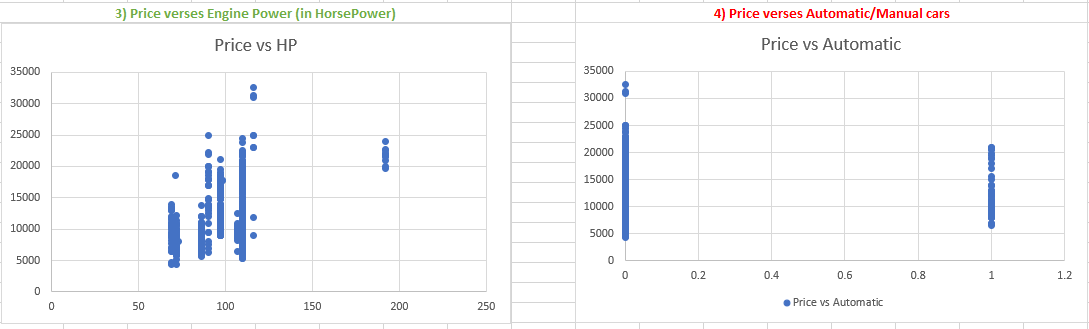 3) Price verses Engine Power (in HorsePower)
Price vs HP
35000
30000
25000
20000
15000
10000
5000
0
0 50 100 150 200 250
4) Price verses Automatic/Manual cars
Price vs Automatic
35000
30000
25000
20000
15000
10000
5000
0
0 0.2 0.4 0.6 0.8 1 1.2
Price vs Automatic